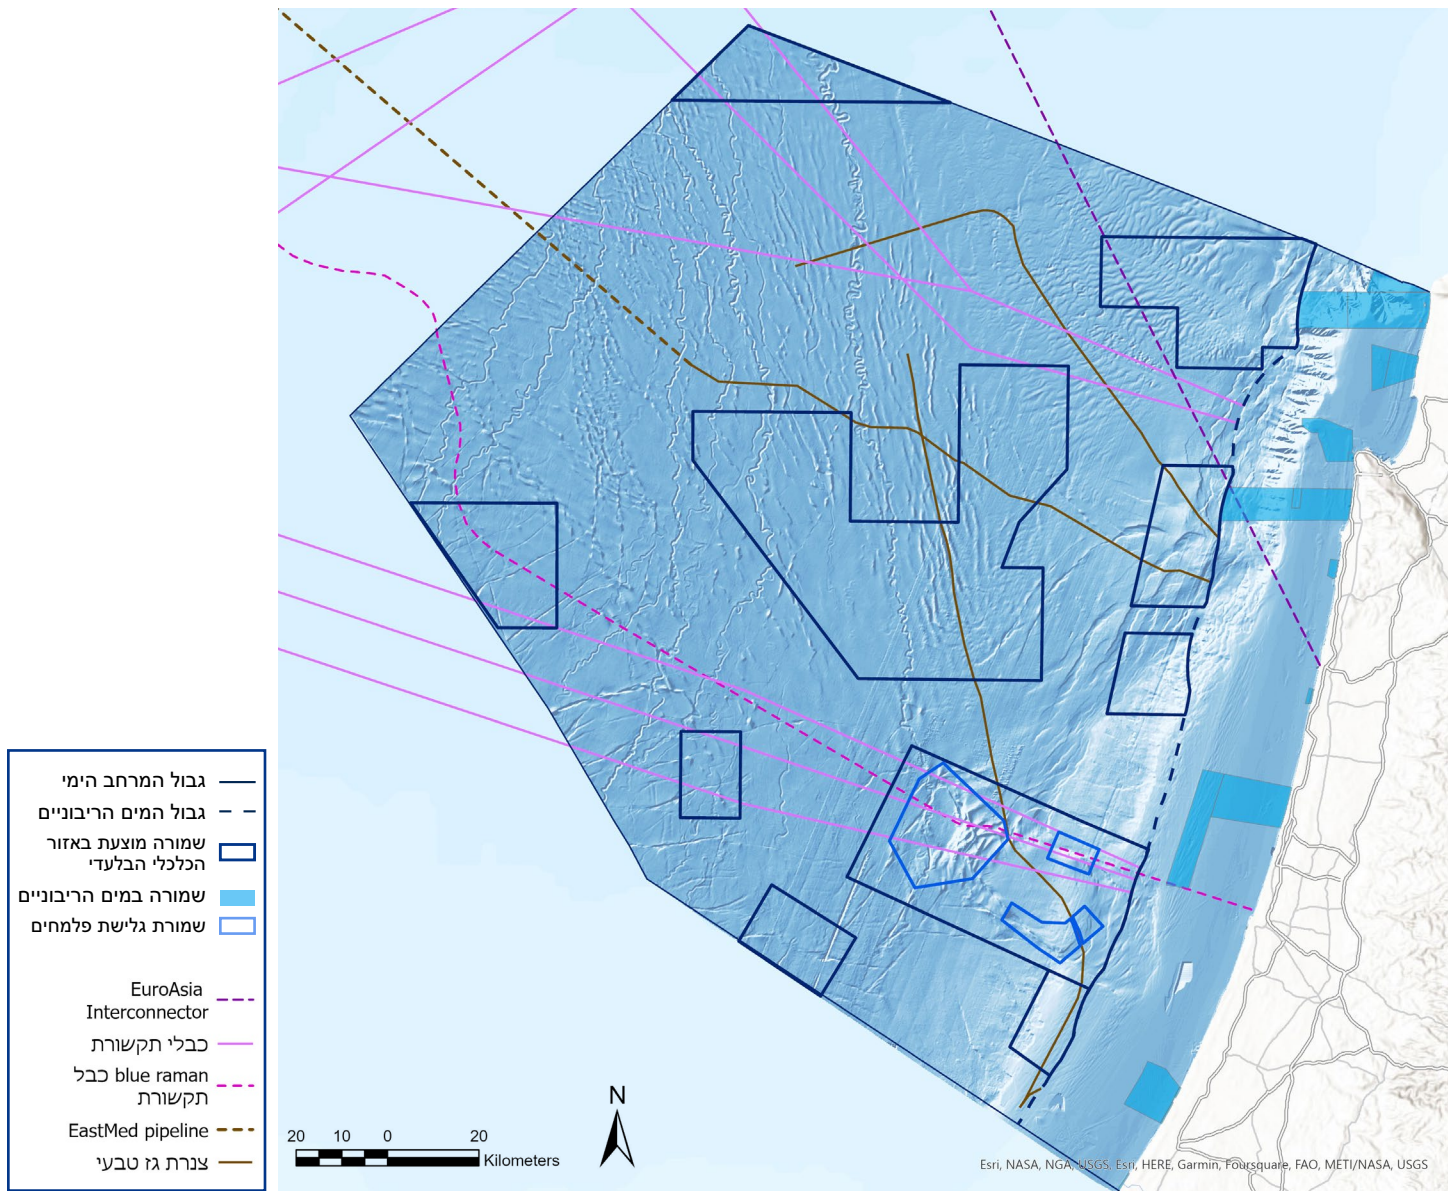 גבול המרחב הימי
גבול המים הריבוניים
שמורה מוצעת באזור
הכלכלי הבלעדי
שמורה במים הריבוניים
שמורת גלישת פלמחים
EuroAsia
Interconnector
כבלי תקשורת
כבל blue raman
תקשורת
EastMed pipeline
צנרת גז טבעי
20 10 0 20
Kilometers
N
Esri, NASA, NGA, USGS, Esri, HERE, Garmin, Foursquare, FAO, METI/NASA, USGS